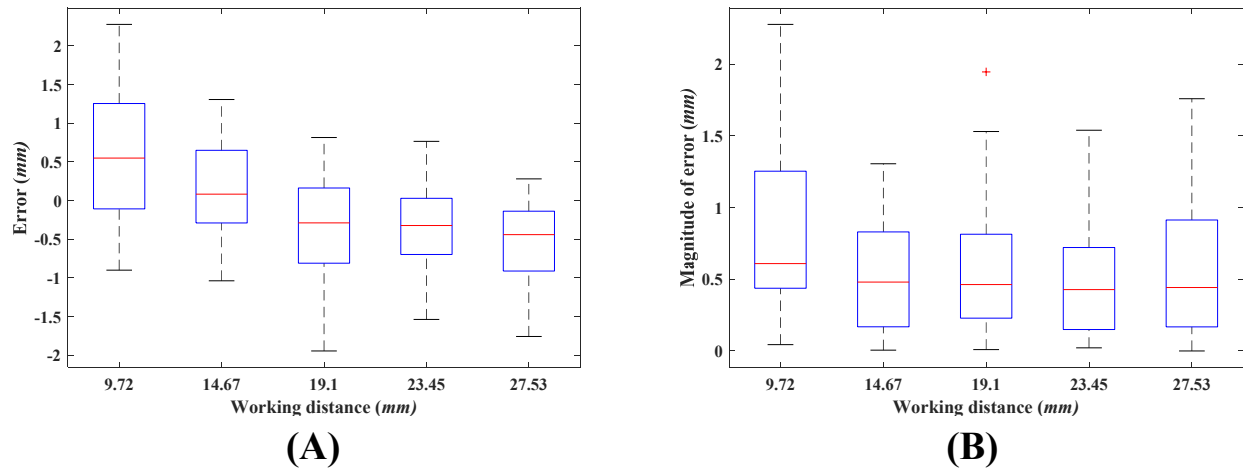 2
1.5
1
0.5
0
-0.5
-1
-1.5
-2
Error (mm)
9.72 14.67 19.1 23.45 27.53
Working distance (mm)
(A)
2
1.5
1
0.5
0
Magnitude of error (mm)
9.72 14.67 19.1 23.45 27.53
Working distance (mm)
(B)